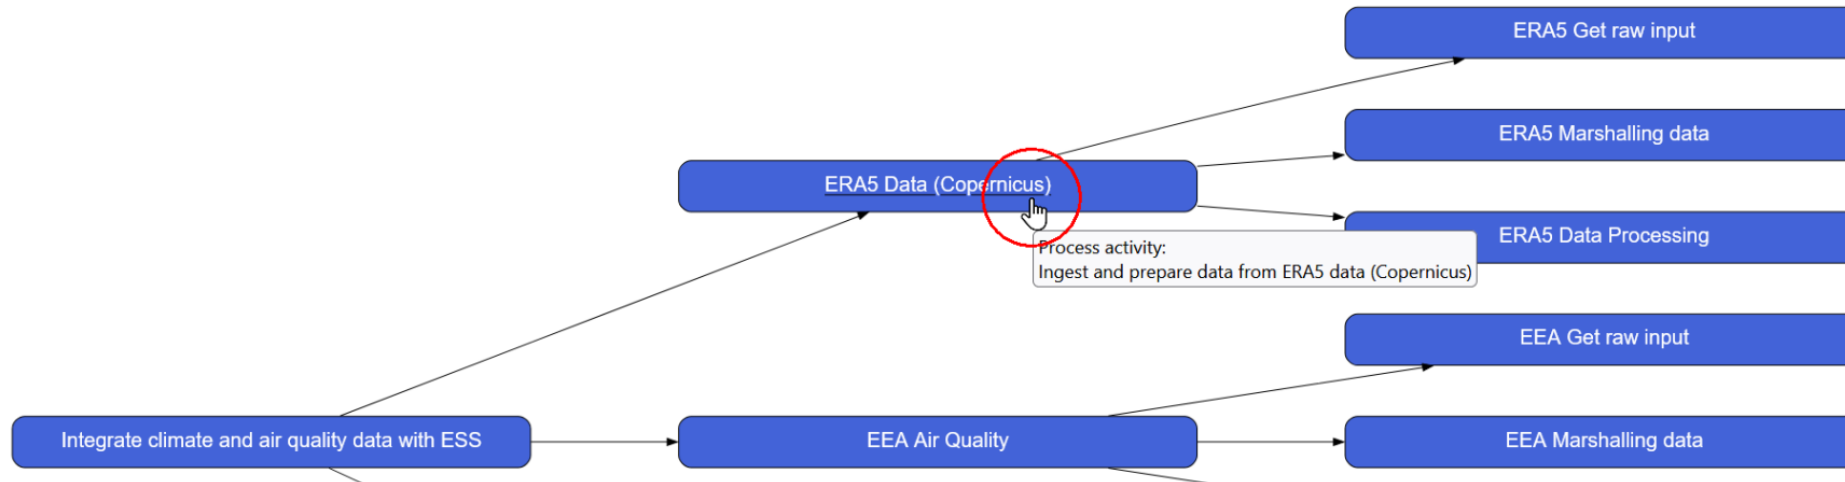 ERA5 Get raw input
ERA5 Marshalling data
ERA5 Data (Copernicus)
ERA5 Data Processing
Process activity:
Ingest and prepare data from ERA5 data (Copernicus)
EEA Get raw input
Integrate climate and air quality data with ESS
EEA Air Quality
EEA Marshalling data